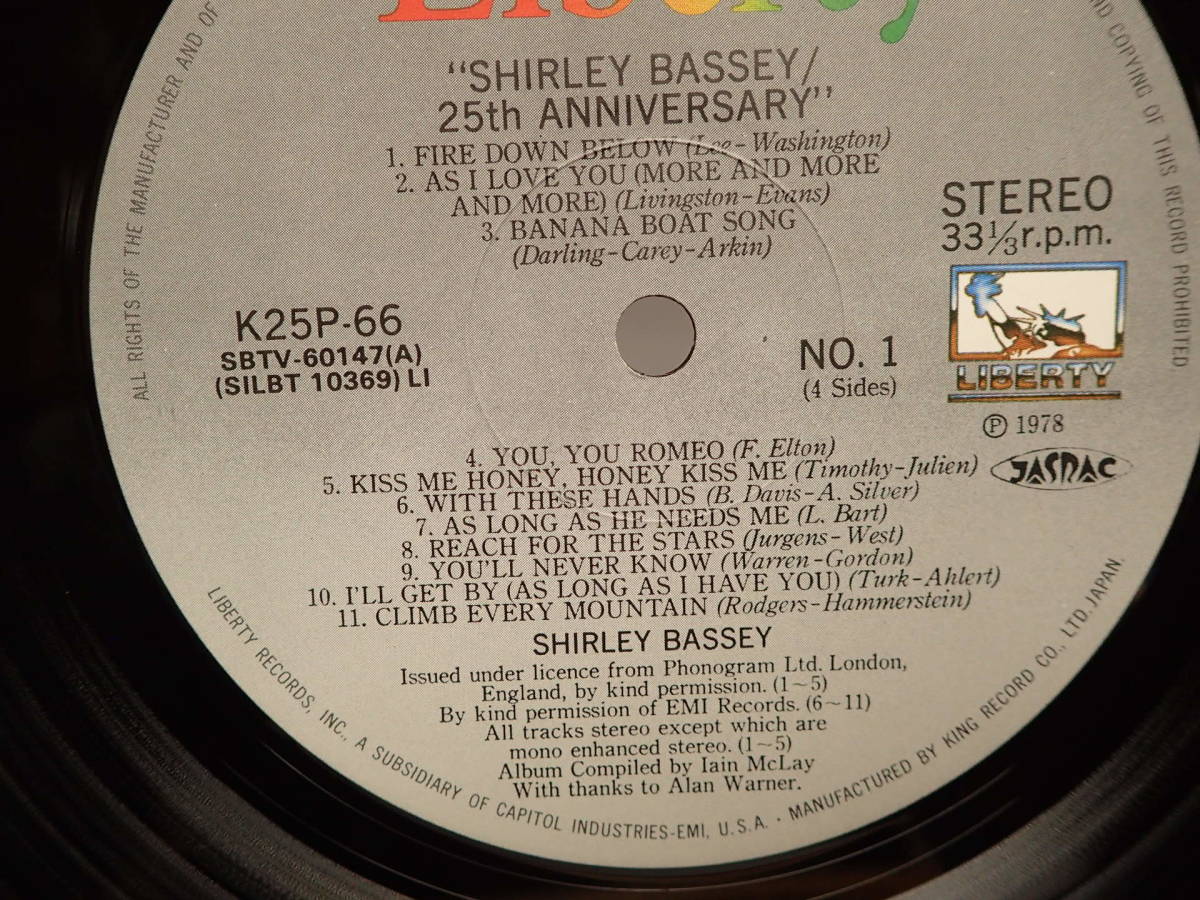 Liberty
"SHIRLEY BASSEY/
25th ANNIVERSARY"
1. FIRE DOWN BELOW (Lee-Washington)
2. AS I LOVE YOU (MORE AND MORE
AND MORE) (Livingston-Evans)
3. BANANA BOAT SONG
(Darling-Carey-Arkin)
STEREO
33 1/3 r.p.m.
K25P-66
SBTV-60147(A)
(SILBT 10369) LI
NO. 1
(4 Sides)
LIBERTY
Ⓟ 1978
JASRAC
4. YOU, YOU ROMEO (F. Elton)
5. KISS ME HONEY, HONEY KISS ME (Timothy-Julien)
6. WITH THESE HANDS (B. Davis-A. Silver)
7. AS LONG AS HE NEEDS ME (L. Bart)
8. REACH FOR THE STARS (Jurgens-West)
9. YOU'LL NEVER KNOW (Warren-Gordon)
10. I'LL GET BY (AS LONG AS I HAVE YOU) (Turk-Ahlert)
11. CLIMB EVERY MOUNTAIN (Rodgers-Hammerstein)
SHIRLEY BASSEY
Issued under licence from Phonogram Ltd. London,
England, by kind permission. (1~5)
By kind permission of EMI Records. (6~11)
All tracks stereo except which are
mono enhanced stereo. (1~5)
Album Compiled by Iain McLay
With thanks to Alan Warner.
ALL RIGHTS OF THE MANUFACTURER AND OF
AND COPYING OF THIS RECORD PROHIBITED
LIBERTY RECORDS, INC., A SUBSIDIARY OF CAPITOL INDUSTRIES-EMI, U.S.A. · MANUFACTURED BY KING RECORD CO., LTD. JAPAN.